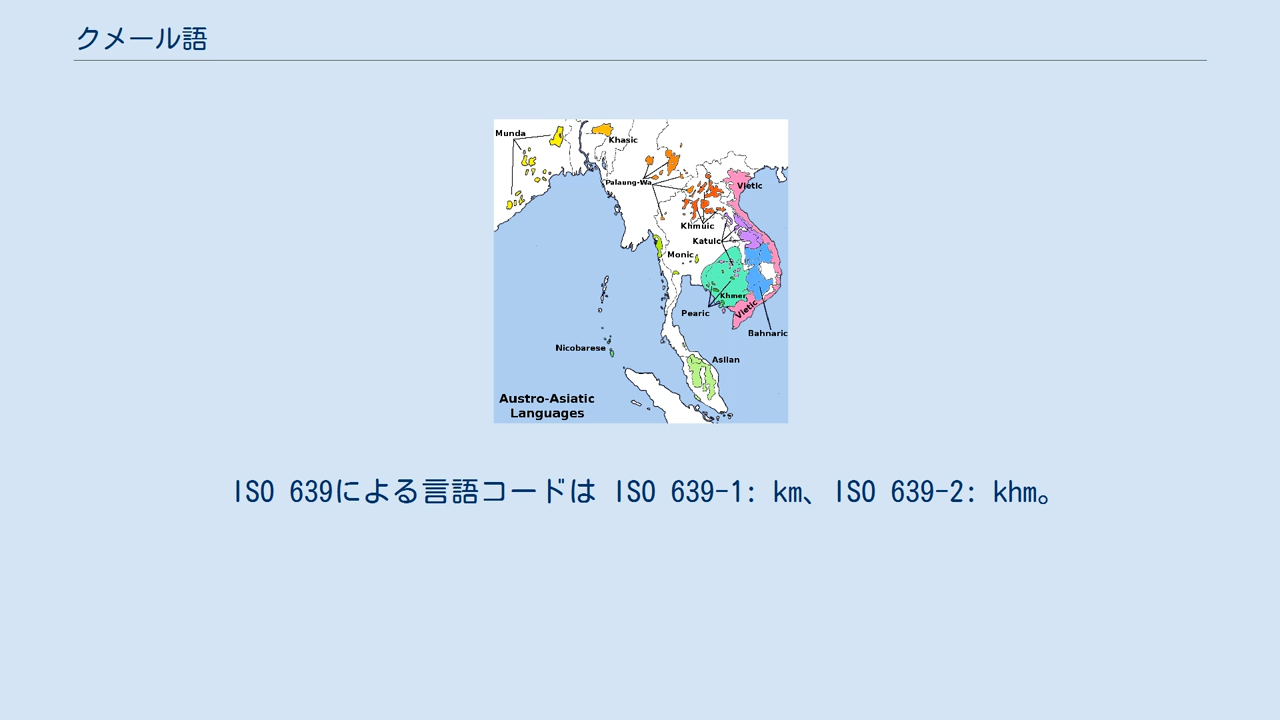 クメール語
Munda
Khasic
Palaung-Wa
Vietic
Khmuic
Katuic
Monic
Khmer
Pearic
Vietic
Bahnaric
Nicobarese
Aslian
Austro-Asiatic
Languages
ISO 639による言語コードは ISO 639-1: km、ISO 639-2: khm。